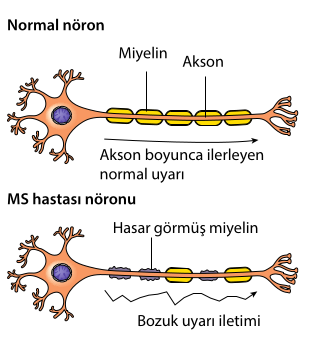 Normal nöron
Miyelin
Akson
Akson boyunca ilerleyen
normal uyarı
MS hastası nöronu
Hasar görmüş miyelin
Bozuk uyarı iletimi